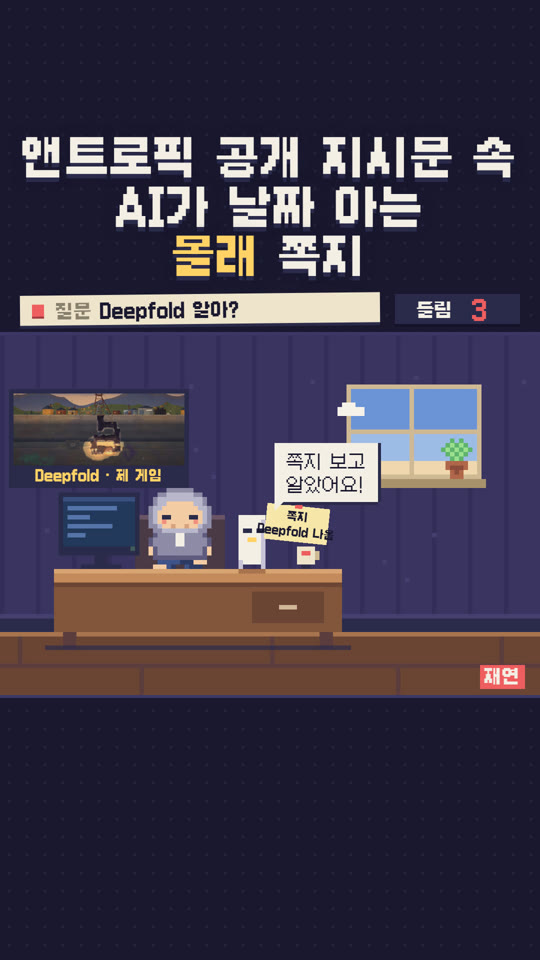 앤트로픽 공개 지시문 속
AI가 날짜 아는
몰래 쪽지
질문 Deepfold 알아?
들림 3
Deepfold · 제 게임
쪽지 보고
알았어요!
쪽지
Deepfold 나옴
재연